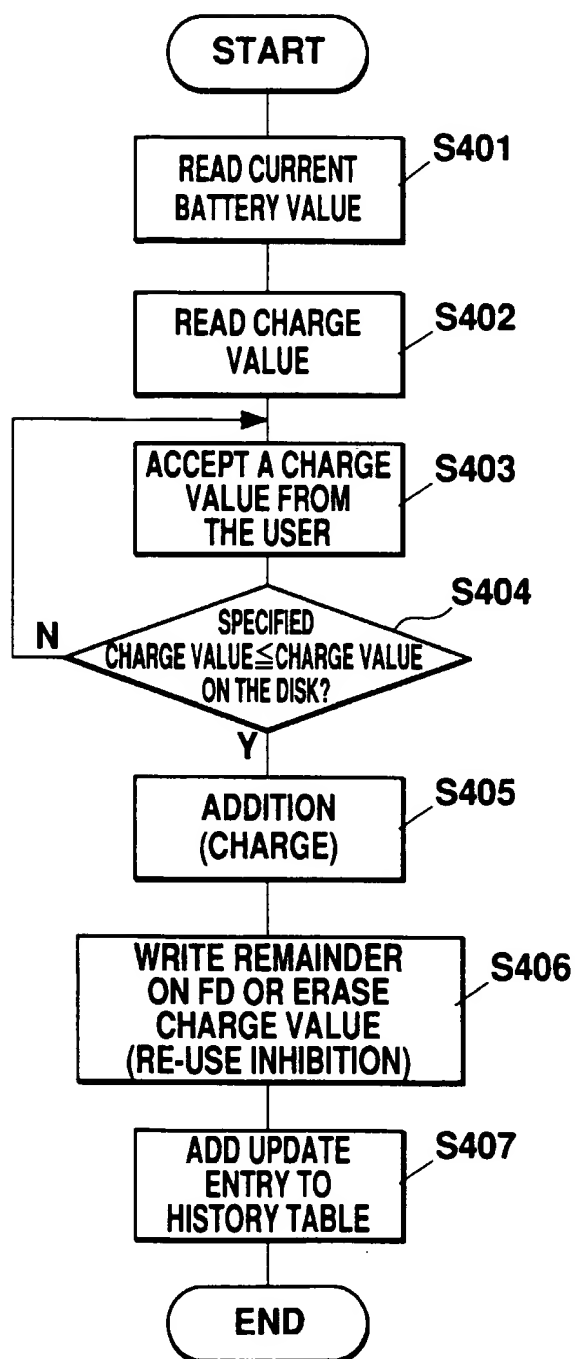 START
S401
READ CURRENT
BATTERY VALUE
S402
READ CHARGE
VALUE
S403
ACCEPT A CHARGE
VALUE FROM
THE USER
S404
N
SPECIFIED
CHARGE VALUE≦CHARGE VALUE
ON THE DISK?
Y
S405
ADDITION
(CHARGE)
S406
WRITE REMAINDER
ON FD OR ERASE
CHARGE VALUE
(RE-USE INHIBITION)
S407
ADD UPDATE
ENTRY TO
HISTORY TABLE
END